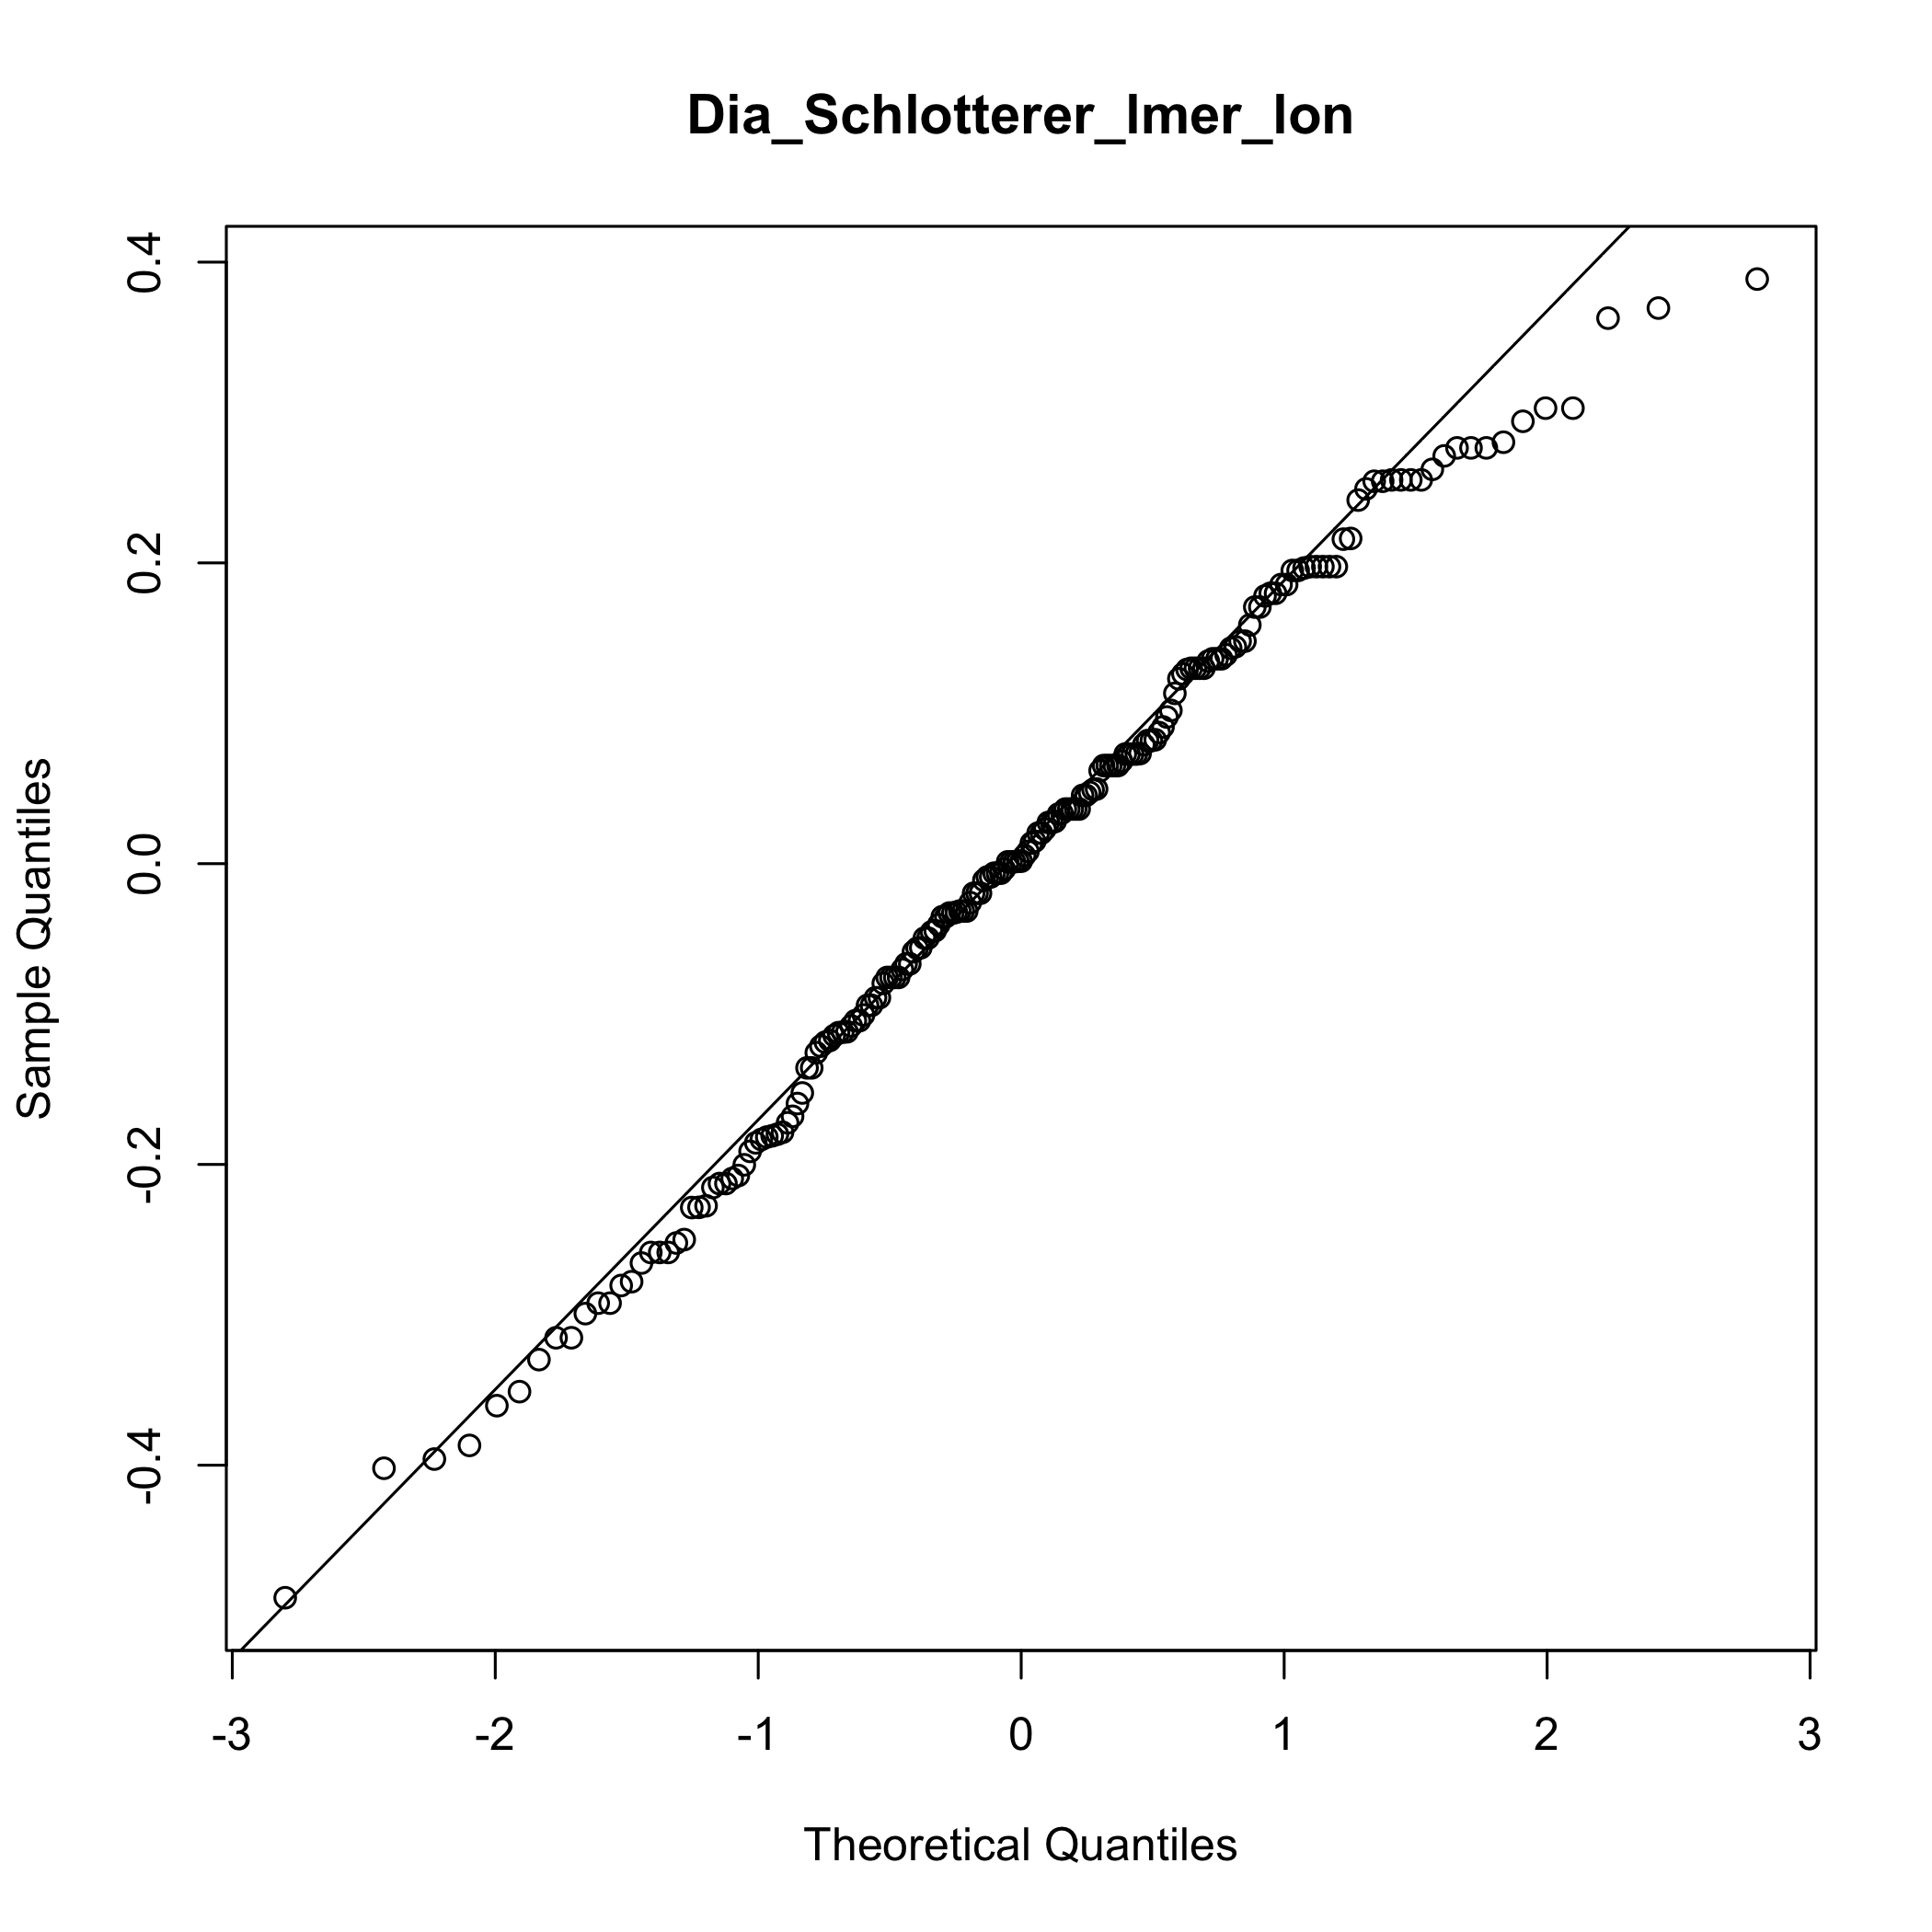 Dia_Schlotterer_lmer_lon
Sample Quantiles
0.4
0.2
0.0
-0.2
-0.4
-3 -2 -1 0 1 2 3
Theoretical Quantiles